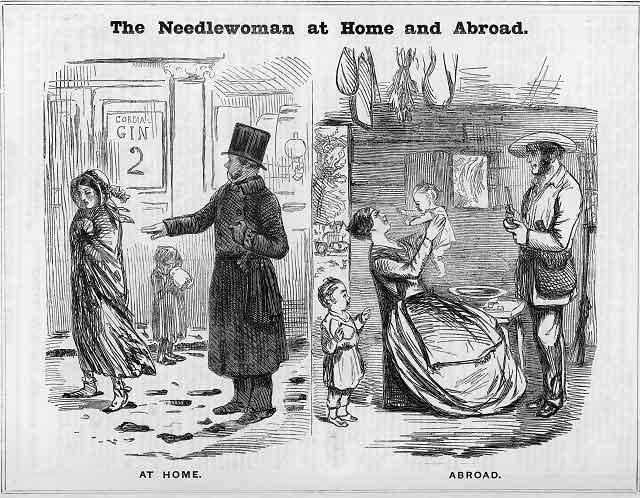 The Needlewoman at Home and Abroad.
CORDIAL
GIN
2
AT HOME.
ABROAD.